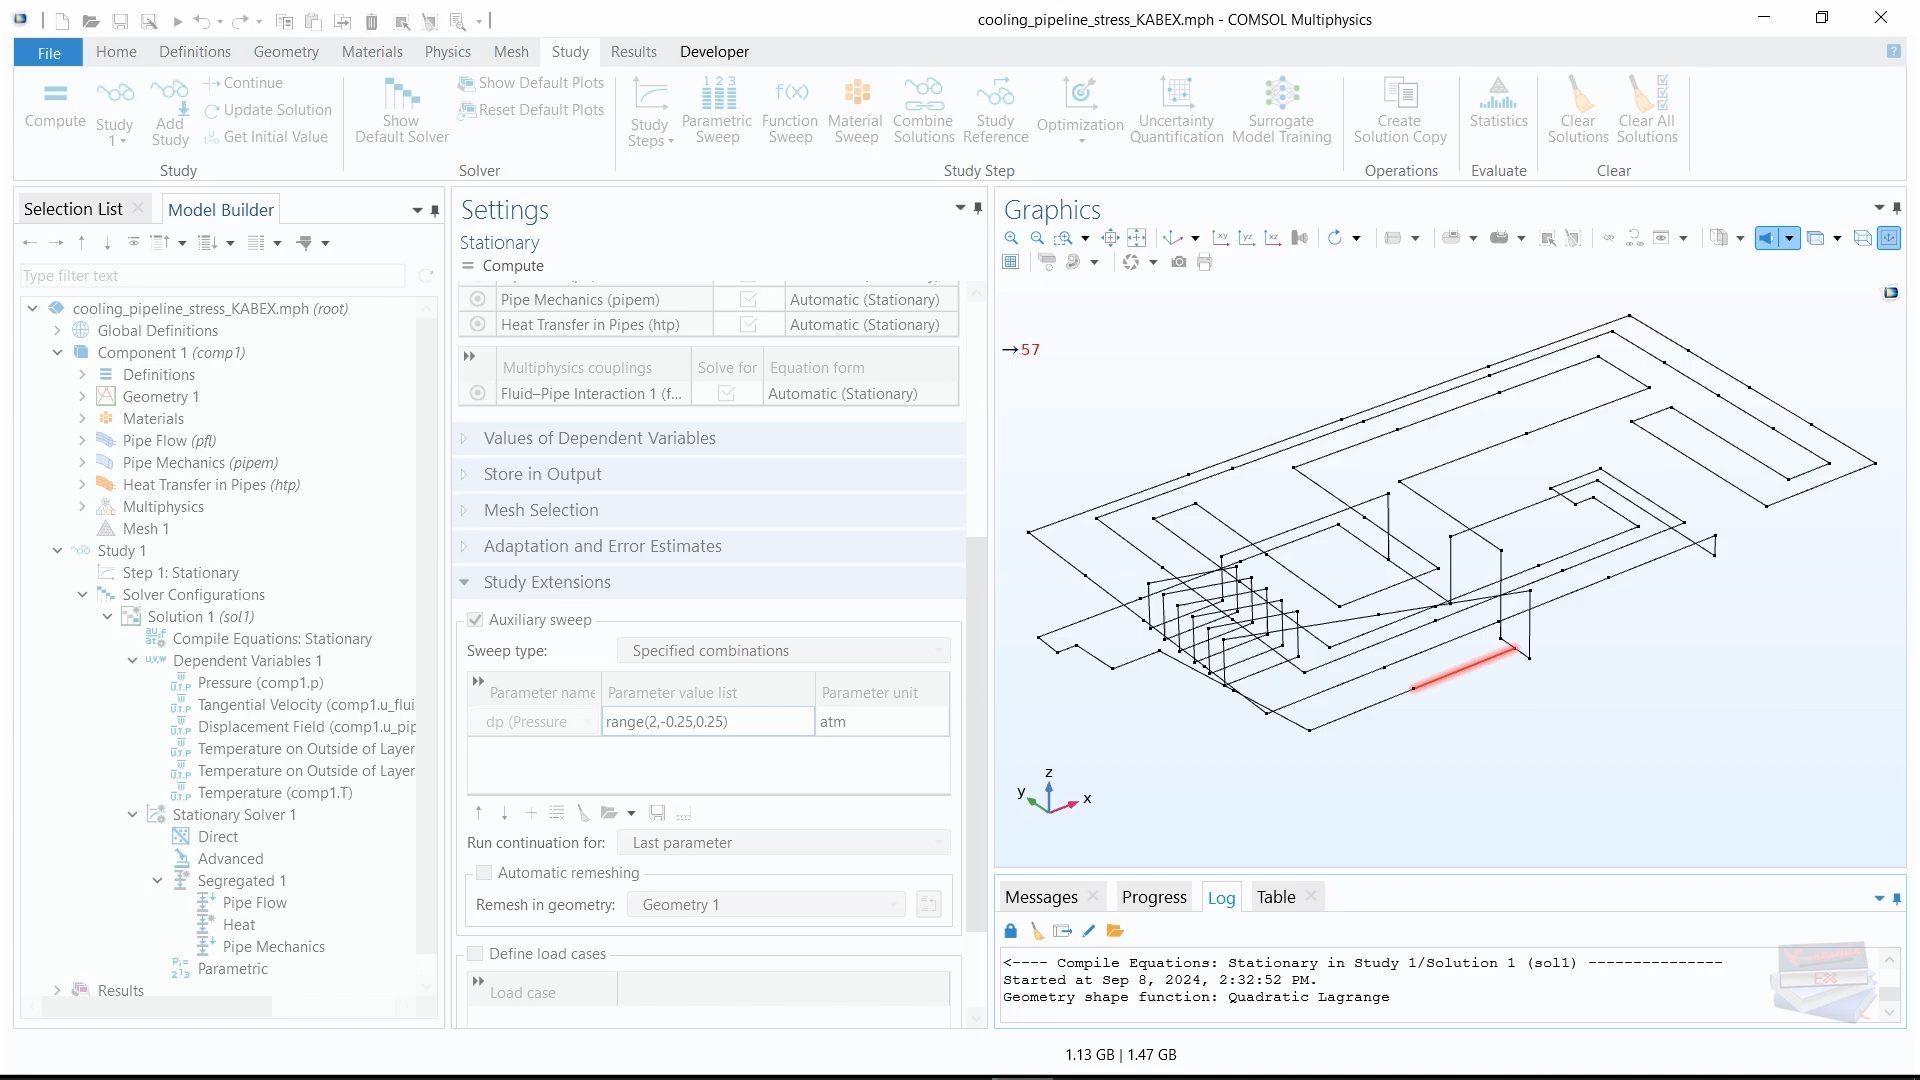 cooling_pipeline_stress_KABEX.mph - COMSOL Multiphysics
File Home Definitions Geometry Materials Physics Mesh Study Results Developer
Compute
Study 1
Add Study
Continue
Update Solution
Get Initial Value
Study
Show Default Solver
Show Default Plots
Reset Default Plots
Solver
Study Steps
Parametric Sweep
Function Sweep
Material Sweep
Combine Solutions
Study Reference
Optimization
Uncertainty Quantification
Surrogate Model Training
Study Step
Create Solution Copy
Operations
Statistics
Evaluate
Clear Solutions
Clear All Solutions
Clear
Selection List
Model Builder
Type filter text
cooling_pipeline_stress_KABEX.mph (root)
Global Definitions
Component 1 (comp1)
Definitions
Geometry 1
Materials
Pipe Flow (pfl)
Pipe Mechanics (pipem)
Heat Transfer in Pipes (htp)
Multiphysics
Mesh 1
Study 1
Step 1: Stationary
Solver Configurations
Solution 1 (sol1)
Compile Equations: Stationary
Dependent Variables 1
Pressure (comp1.p)
Tangential Velocity (comp1.u_flui
Displacement Field (comp1.u_pip
Temperature on Outside of Layer
Temperature on Outside of Layer
Temperature (comp1.T)
Stationary Solver 1
Direct
Advanced
Segregated 1
Pipe Flow
Heat
Pipe Mechanics
Parametric
Results
Settings
Stationary
= Compute
Pipe Mechanics (pipem) Automatic (Stationary)
Heat Transfer in Pipes (htp) Automatic (Stationary)
Multiphysics couplings Solve for Equation form
Fluid–Pipe Interaction 1 (f... Automatic (Stationary)
Values of Dependent Variables
Store in Output
Mesh Selection
Adaptation and Error Estimates
Study Extensions
Auxiliary sweep
Sweep type: Specified combinations
Parameter name Parameter value list Parameter unit
dp (Pressure range(2,-0.25,0.25) atm
Run continuation for: Last parameter
Automatic remeshing
Remesh in geometry: Geometry 1
Define load cases
Load case
Graphics
→57
z
y
x
Messages
Progress
Log
Table
<---- Compile Equations: Stationary in Study 1/Solution 1 (sol1) ---------------
Started at Sep 8, 2024, 2:32:52 PM.
Geometry shape function: Quadratic Lagrange
1.13 GB | 1.47 GB